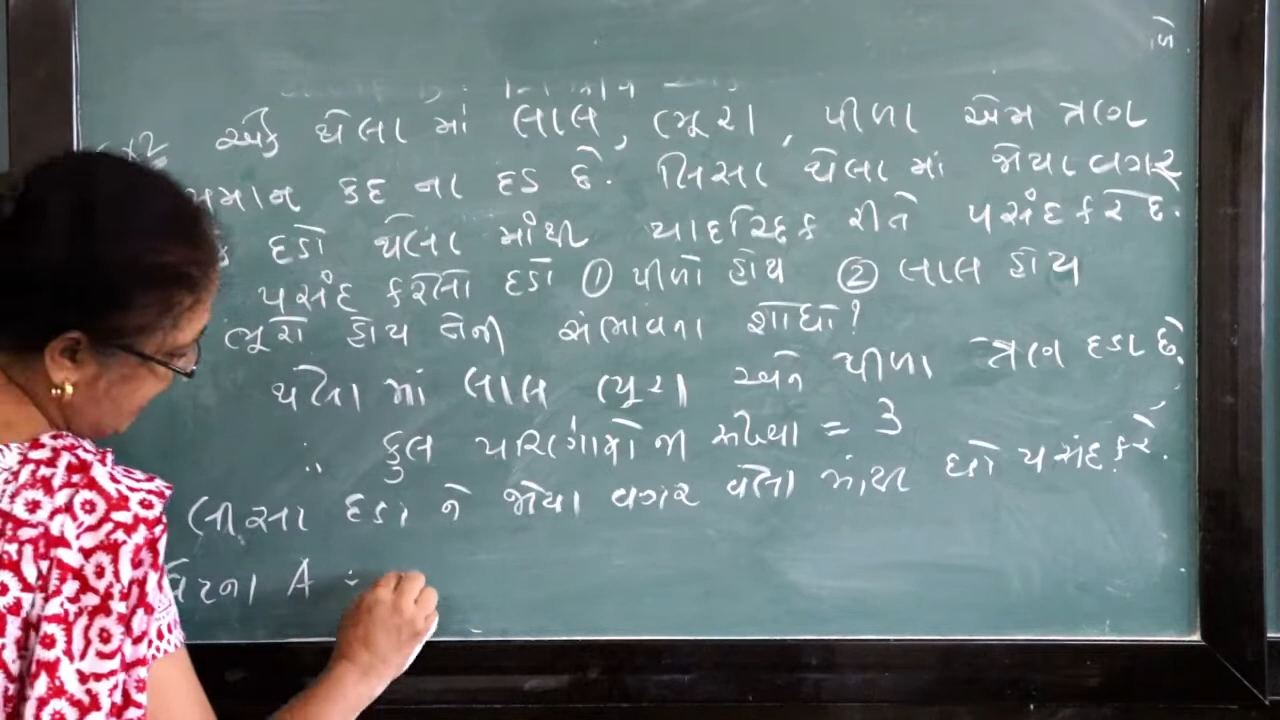 એક થેલા માં લાલ, ભૂરા, પીળા એમ ત્રણ
સમાન કદ ના દડા છે. લિસા થેલા માં જોયા વગર
દડો થેલા માંથી યાદચ્છિક રીતે પસંદ કરે છે.
પસંદ કરેલો દડો ① પીળો હોય ② લાલ હોય
ભૂરો હોય તેની સંભાવના શોધો?
થેલા માં લાલ ભૂરા અને પીળા ત્રણ દડા છે.
∴ કુલ પરિણામો ની સંખ્યા = 3
લીસા દડા ને જોયા વગર થેલા માંથી પસંદ કરે.
ઘટના A :